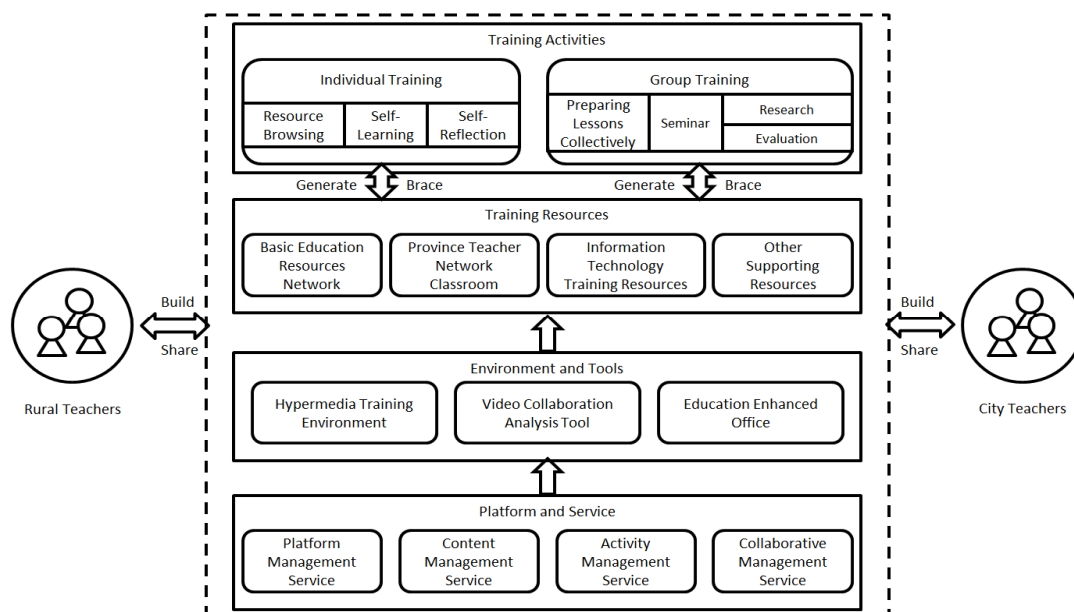 Training Activities
Individual Training
Group Training
Resource
Browsing
Self-
Learning
Self-
Reflection
Preparing
Lessons
Collectively
Seminar
Research
Evaluation
Generate
Brace
Generate
Brace
Training Resources
Basic Education
Resources
Network
Province Teacher
Network
Classroom
Information
Technology
Training Resources
Other
Supporting
Resources
Build
Share
Rural Teachers
Build
Share
City Teachers
Environment and Tools
Hypermedia Training
Environment
Video Collaboration
Analysis Tool
Education Enhanced
Office
Platform and Service
Platform
Management
Service
Content
Management
Service
Activity
Management
Service
Collaborative
Management
Service